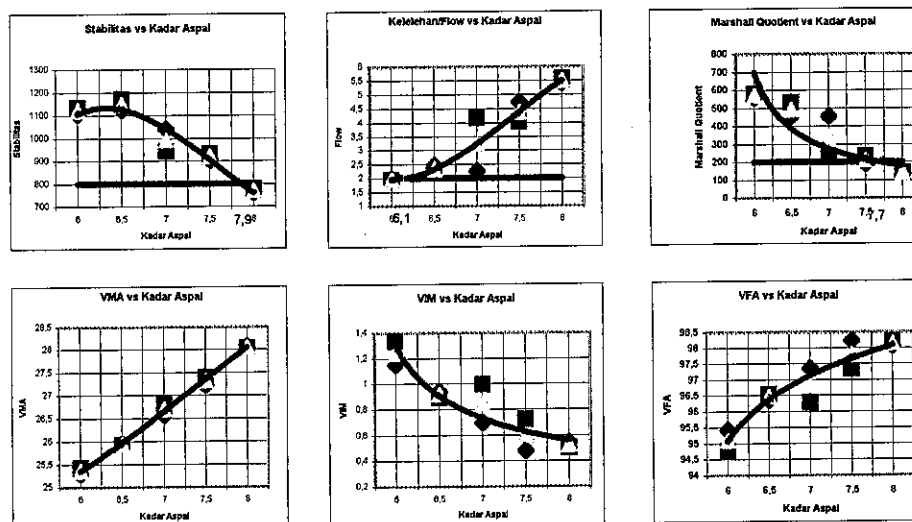 Stabilitas vs Kadar Aspal
1300
1200
1100
1000
900
800
700
6 6,5 7 7,5 7,98
Stabilitas
Kadar Aspal
Kelelehan/Flow vs Kadar Aspal
6
5,5
5
4,5
4
3,5
3
2,5
2
1,5
1
6 6,1 6,5 7 7,5 8
Flow
Kadar Aspal
Marshall Quotient vs Kadar Aspal
800
700
600
500
400
300
200
100
0
6 6,5 7 7,5 7,7 8
Marshall Quotient
Kadar Aspal
VMA vs Kadar Aspal
28,5
28
27,5
27
26,5
26
25,5
25
6 6,5 7 7,5 8
VMA
Kadar Aspal
VIM vs Kadar Aspal
1,4
1,2
1
0,8
0,6
0,4
0,2
6 6,5 7 7,5 8
VIM
Kadar Aspal
VFA vs Kadar Aspal
98,5
98
97,5
97
96,5
96
95,5
95
94,5
94
6 6,5 7 7,5 8
VFA
Kadar Aspal